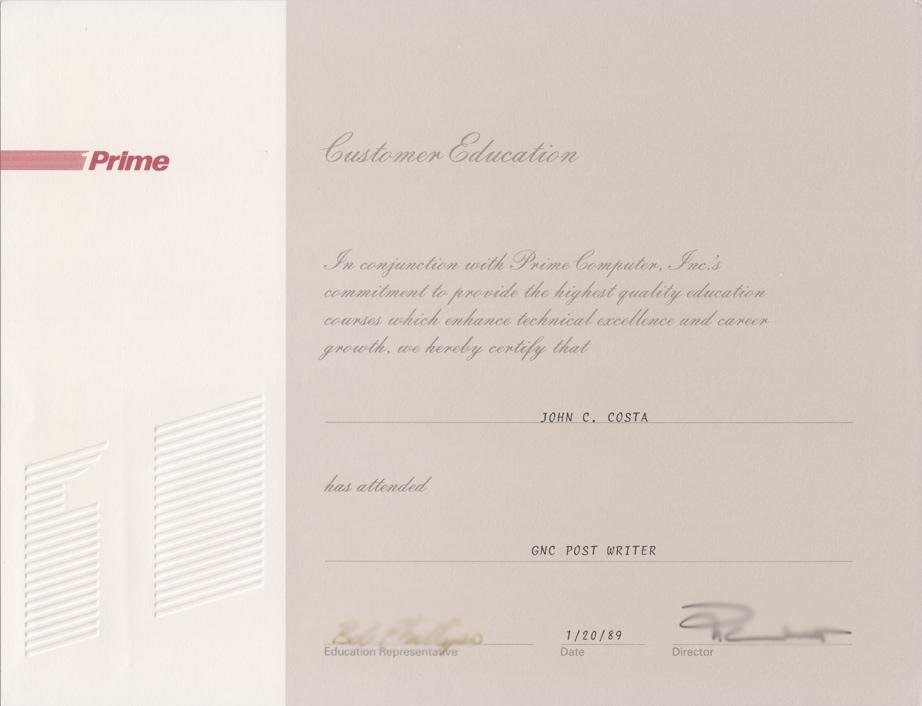 Prime
Customer Education
In conjunction with Prime Computer, Inc.'s
commitment to provide the highest quality education
courses which enhance technical excellence and career
growth, we hereby certify that
JOHN C. COSTA
has attended
GNC POST WRITER
1/20/89
Education Representative
Date
Director